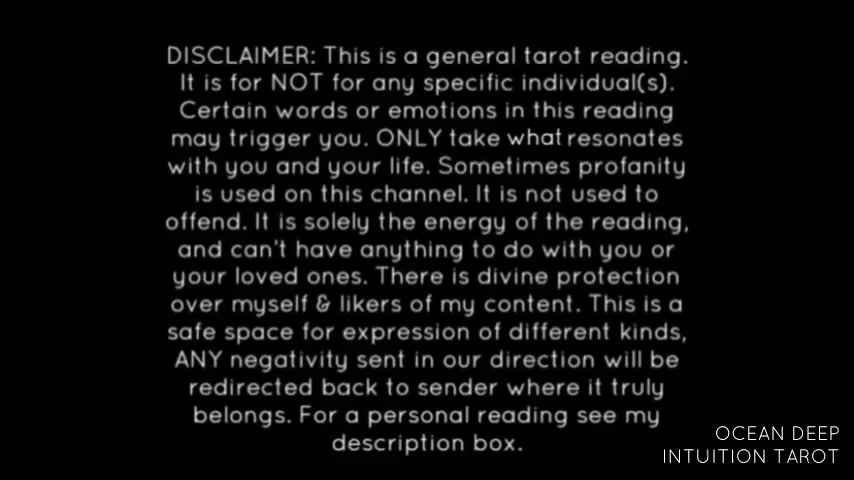 DISCLAIMER: This is a general tarot reading.
It is for NOT for any specific individual(s).
Certain words or emotions in this reading
may trigger you. ONLY take what resonates
with you and your life. Sometimes profanity
is used on this channel. It is not used to
offend. It is solely the energy of the reading,
and can't have anything to do with you or
your loved ones. There is divine protection
over myself & likers of my content. This is a
safe space for expression of different kinds,
ANY negativity sent in our direction will be
redirected back to sender where it truly
belongs. For a personal reading see my
description box.
OCEAN DEEP
INTUITION TAROT